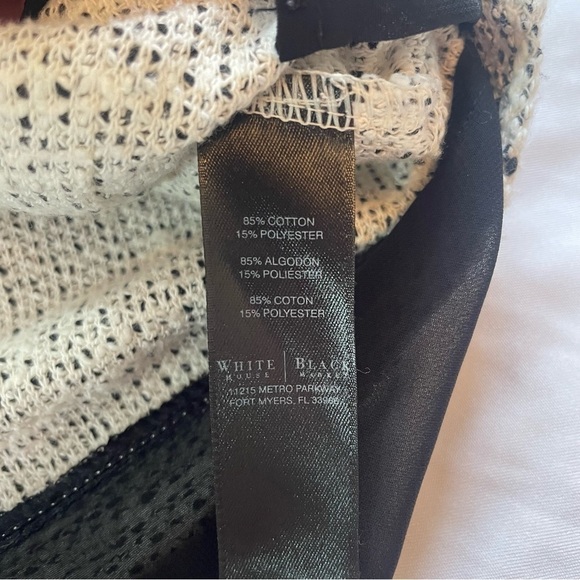 85% COTTON
15% POLYESTER
85% ALGODON
15% POLIÉSTER
85% COTON
15% POLYESTER
WHITE | BLACK
HOUSE MARKET
11215 METRO PARKWAY
FORT MYERS, FL